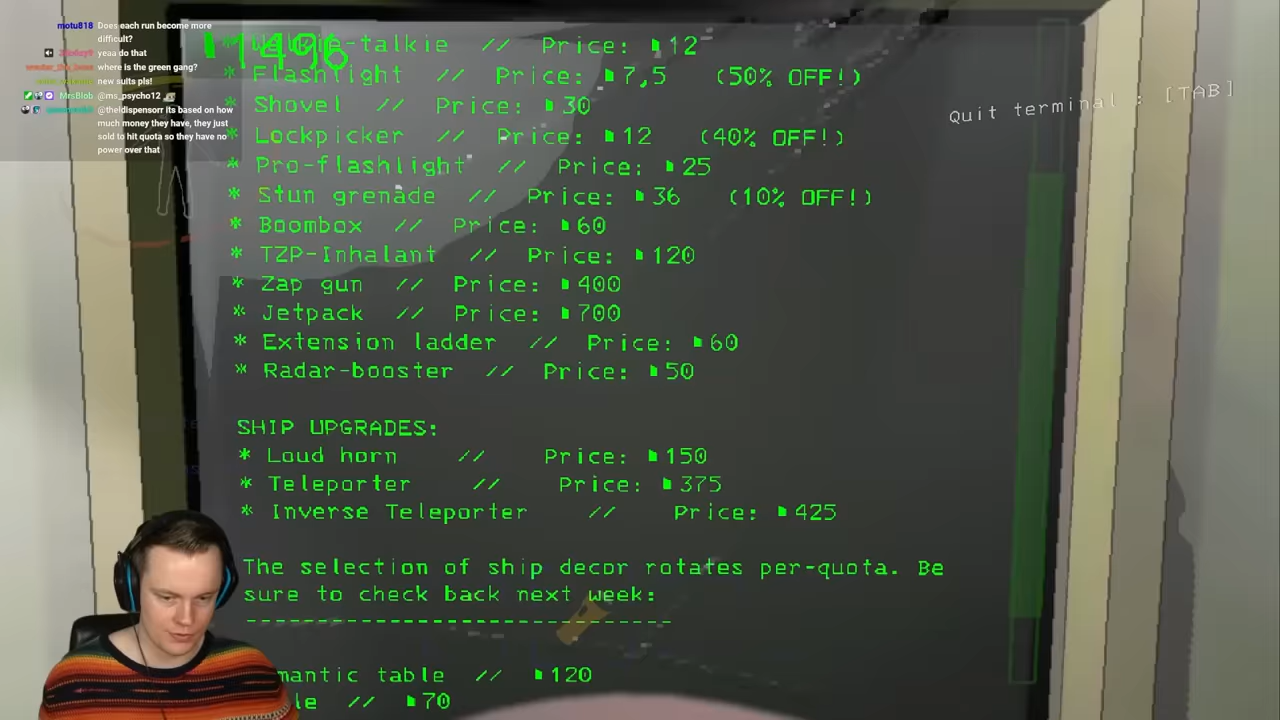 motu818 Does each run become more
difficult?
yeaa do that
where is the green gang?
new suits pls!
MrsBlob @ms_psycho12
@theldispensorr its based on how
much money they have, they just
sold to hit quota so they have no
power over that
1496
* Walkie-talkie // Price: 12
* Flashlight // Price: 7,5 (50% OFF!)
* Shovel // Price: 30
* Lockpicker // Price: 12 (40% OFF!)
* Pro-flashlight // Price: 25
* Stun grenade // Price: 36 (10% OFF!)
* Boombox // Price: 60
* TZP-Inhalant // Price: 120
* Zap gun // Price: 400
* Jetpack // Price: 700
* Extension ladder // Price: 60
* Radar-booster // Price: 50
SHIP UPGRADES:
* Loud horn // Price: 150
* Teleporter // Price: 375
* Inverse Teleporter // Price: 425
The selection of ship decor rotates per-quota. Be
sure to check back next week:
------------------------------
mantic table // 120
le // 70
Quit terminal : [TAB]